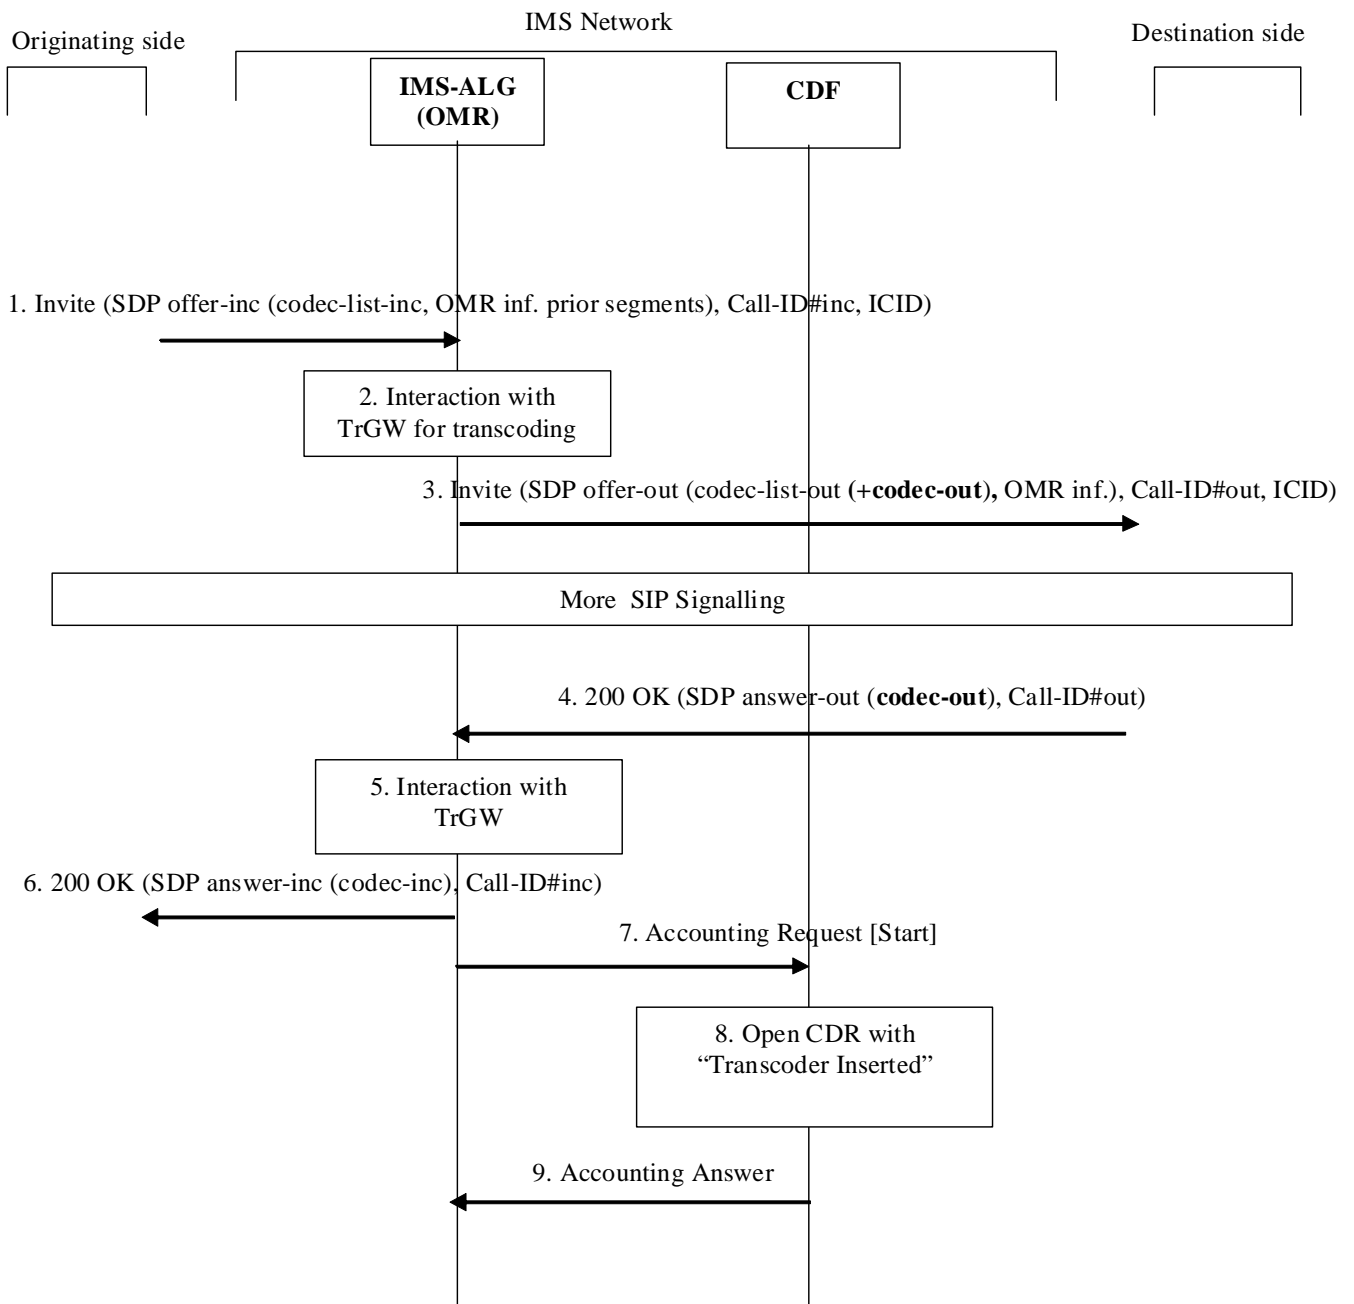 IMS Network
Originating side
Destination side
IMS-ALG
(OMR)
CDF
1. Invite (SDP offer-inc (codec-list-inc, OMR inf. prior segments), Call-ID#inc, ICID)
2. Interaction with
TrGW for transcoding
3. Invite (SDP offer-out (codec-list-out (+codec-out), OMR inf.), Call-ID#out, ICID)
More SIP Signalling
4. 200 OK (SDP answer-out (codec-out), Call-ID#out)
5. Interaction with
TrGW
6. 200 OK (SDP answer-inc (codec-inc), Call-ID#inc)
7. Accounting Request [Start]
8. Open CDR with
“Transcoder Inserted”
9. Accounting Answer